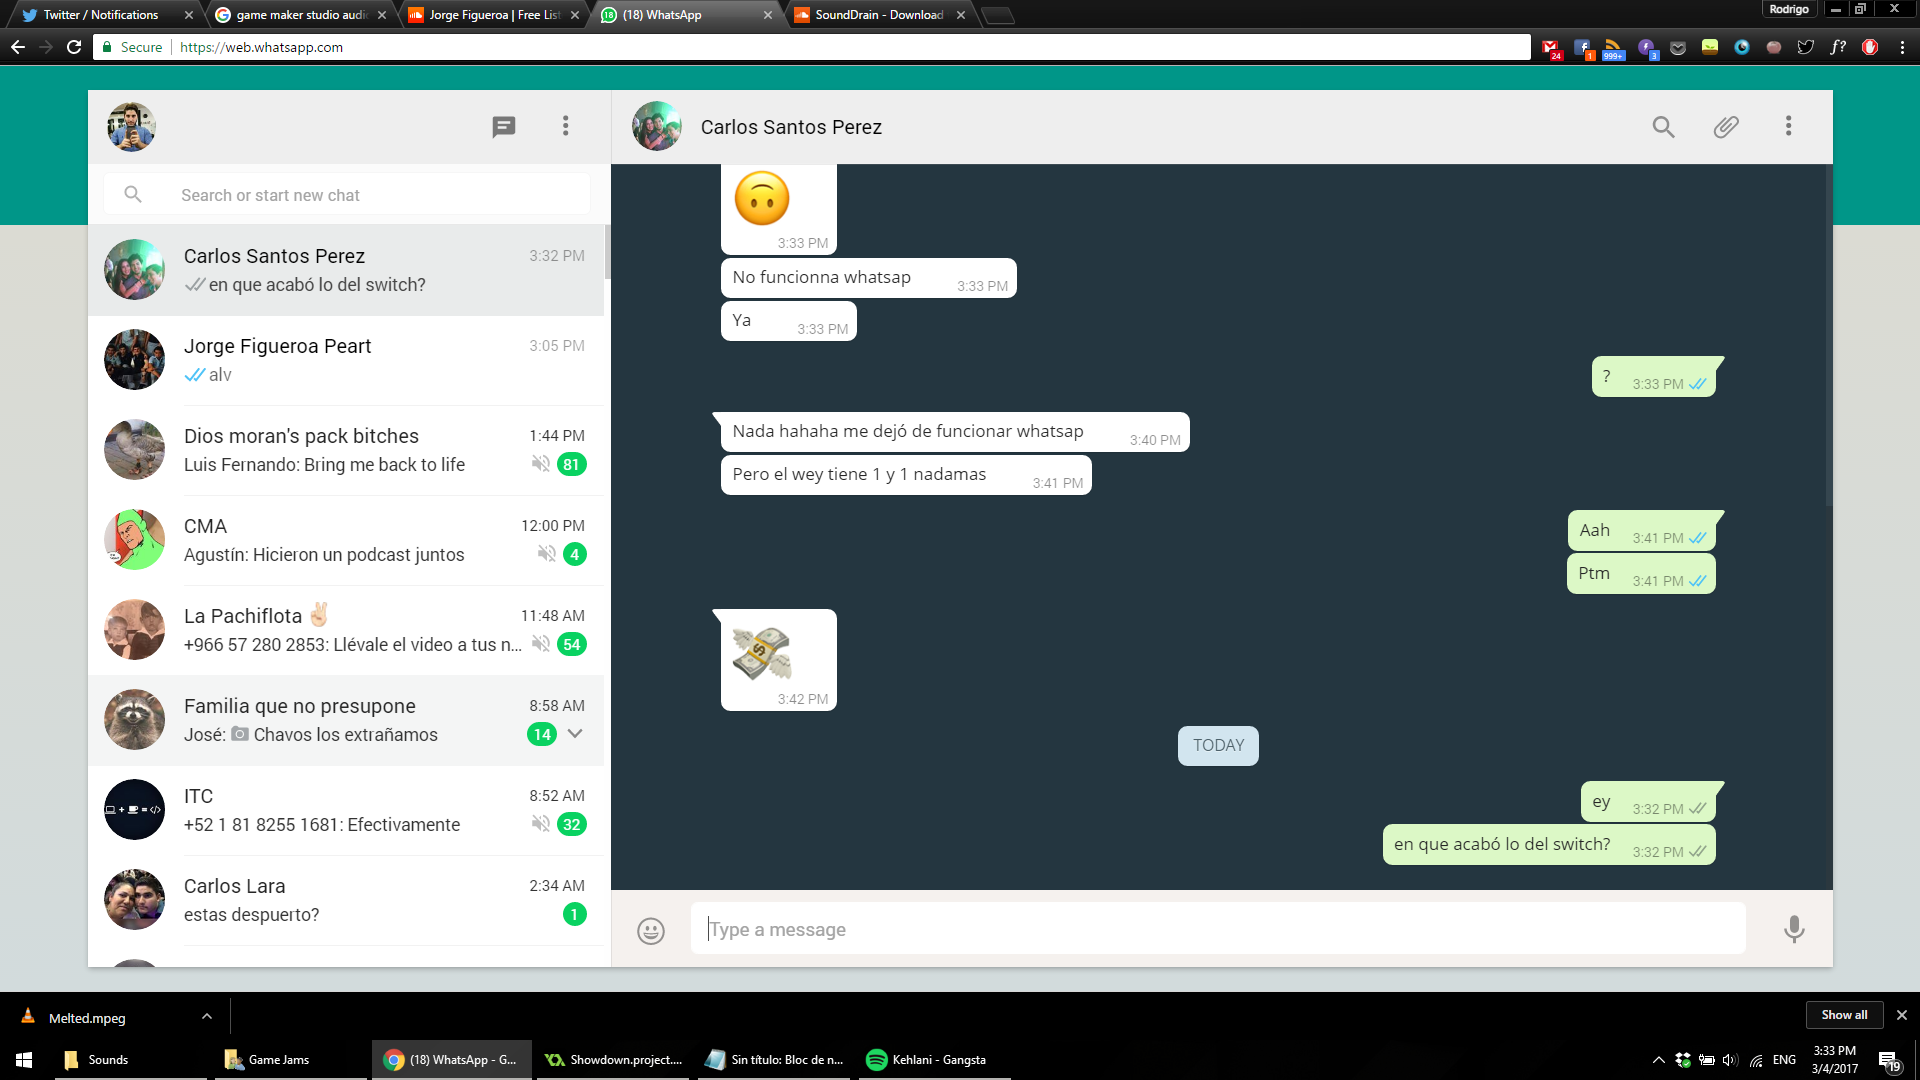 Twitter / Notifications
game maker studio audi
Jorge Figueroa | Free Lis
(18) WhatsApp
SoundDrain - Download
Rodrigo
Secure
https://web.whatsapp.com
24
1
999+
3
f?
Search or start new chat
Carlos Santos Perez
3:32 PM
en que acabó lo del switch?
Jorge Figueroa Peart
3:05 PM
alv
Dios moran's pack bitches
1:44 PM
Luis Fernando: Bring me back to life
81
CMA
12:00 PM
Agustín: Hicieron un podcast juntos
4
La Pachiflota ✌🏻
11:48 AM
+966 57 280 2853: Llévale el video a tus n...
54
Familia que no presupone
8:58 AM
José: 📷 Chavos los extrañamos
14
ITC
8:52 AM
+52 1 81 8255 1681: Efectivamente
32
Carlos Lara
2:34 AM
estas despuerto?
1
Carlos Santos Perez
🙃
3:33 PM
No funcionna whatsap
3:33 PM
Ya
3:33 PM
?
3:33 PM
Nada hahaha me dejó de funcionar whatsap
3:40 PM
Pero el wey tiene 1 y 1 nadamas
3:41 PM
Aah
3:41 PM
Ptm
3:41 PM
💸
3:42 PM
TODAY
ey
3:32 PM
en que acabó lo del switch?
3:32 PM
Type a message
Melted.mpeg
Show all
Sounds
Game Jams
(18) WhatsApp - G...
Showdown.project....
Sin título: Bloc de n...
Kehlani - Gangsta
ENG
3:33 PM
3/4/2017
19